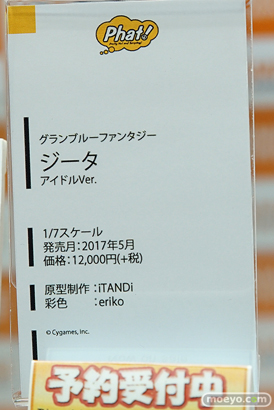 Phat!
グランブルーファンタジー
ジータ
アイドルVer.
1/7スケール
発売月：2017年5月
価格：12,000円(+税)
原型制作：iTANDi
彩色　：eriko
© Cygames, Inc.
予約受付中
moeyo.com